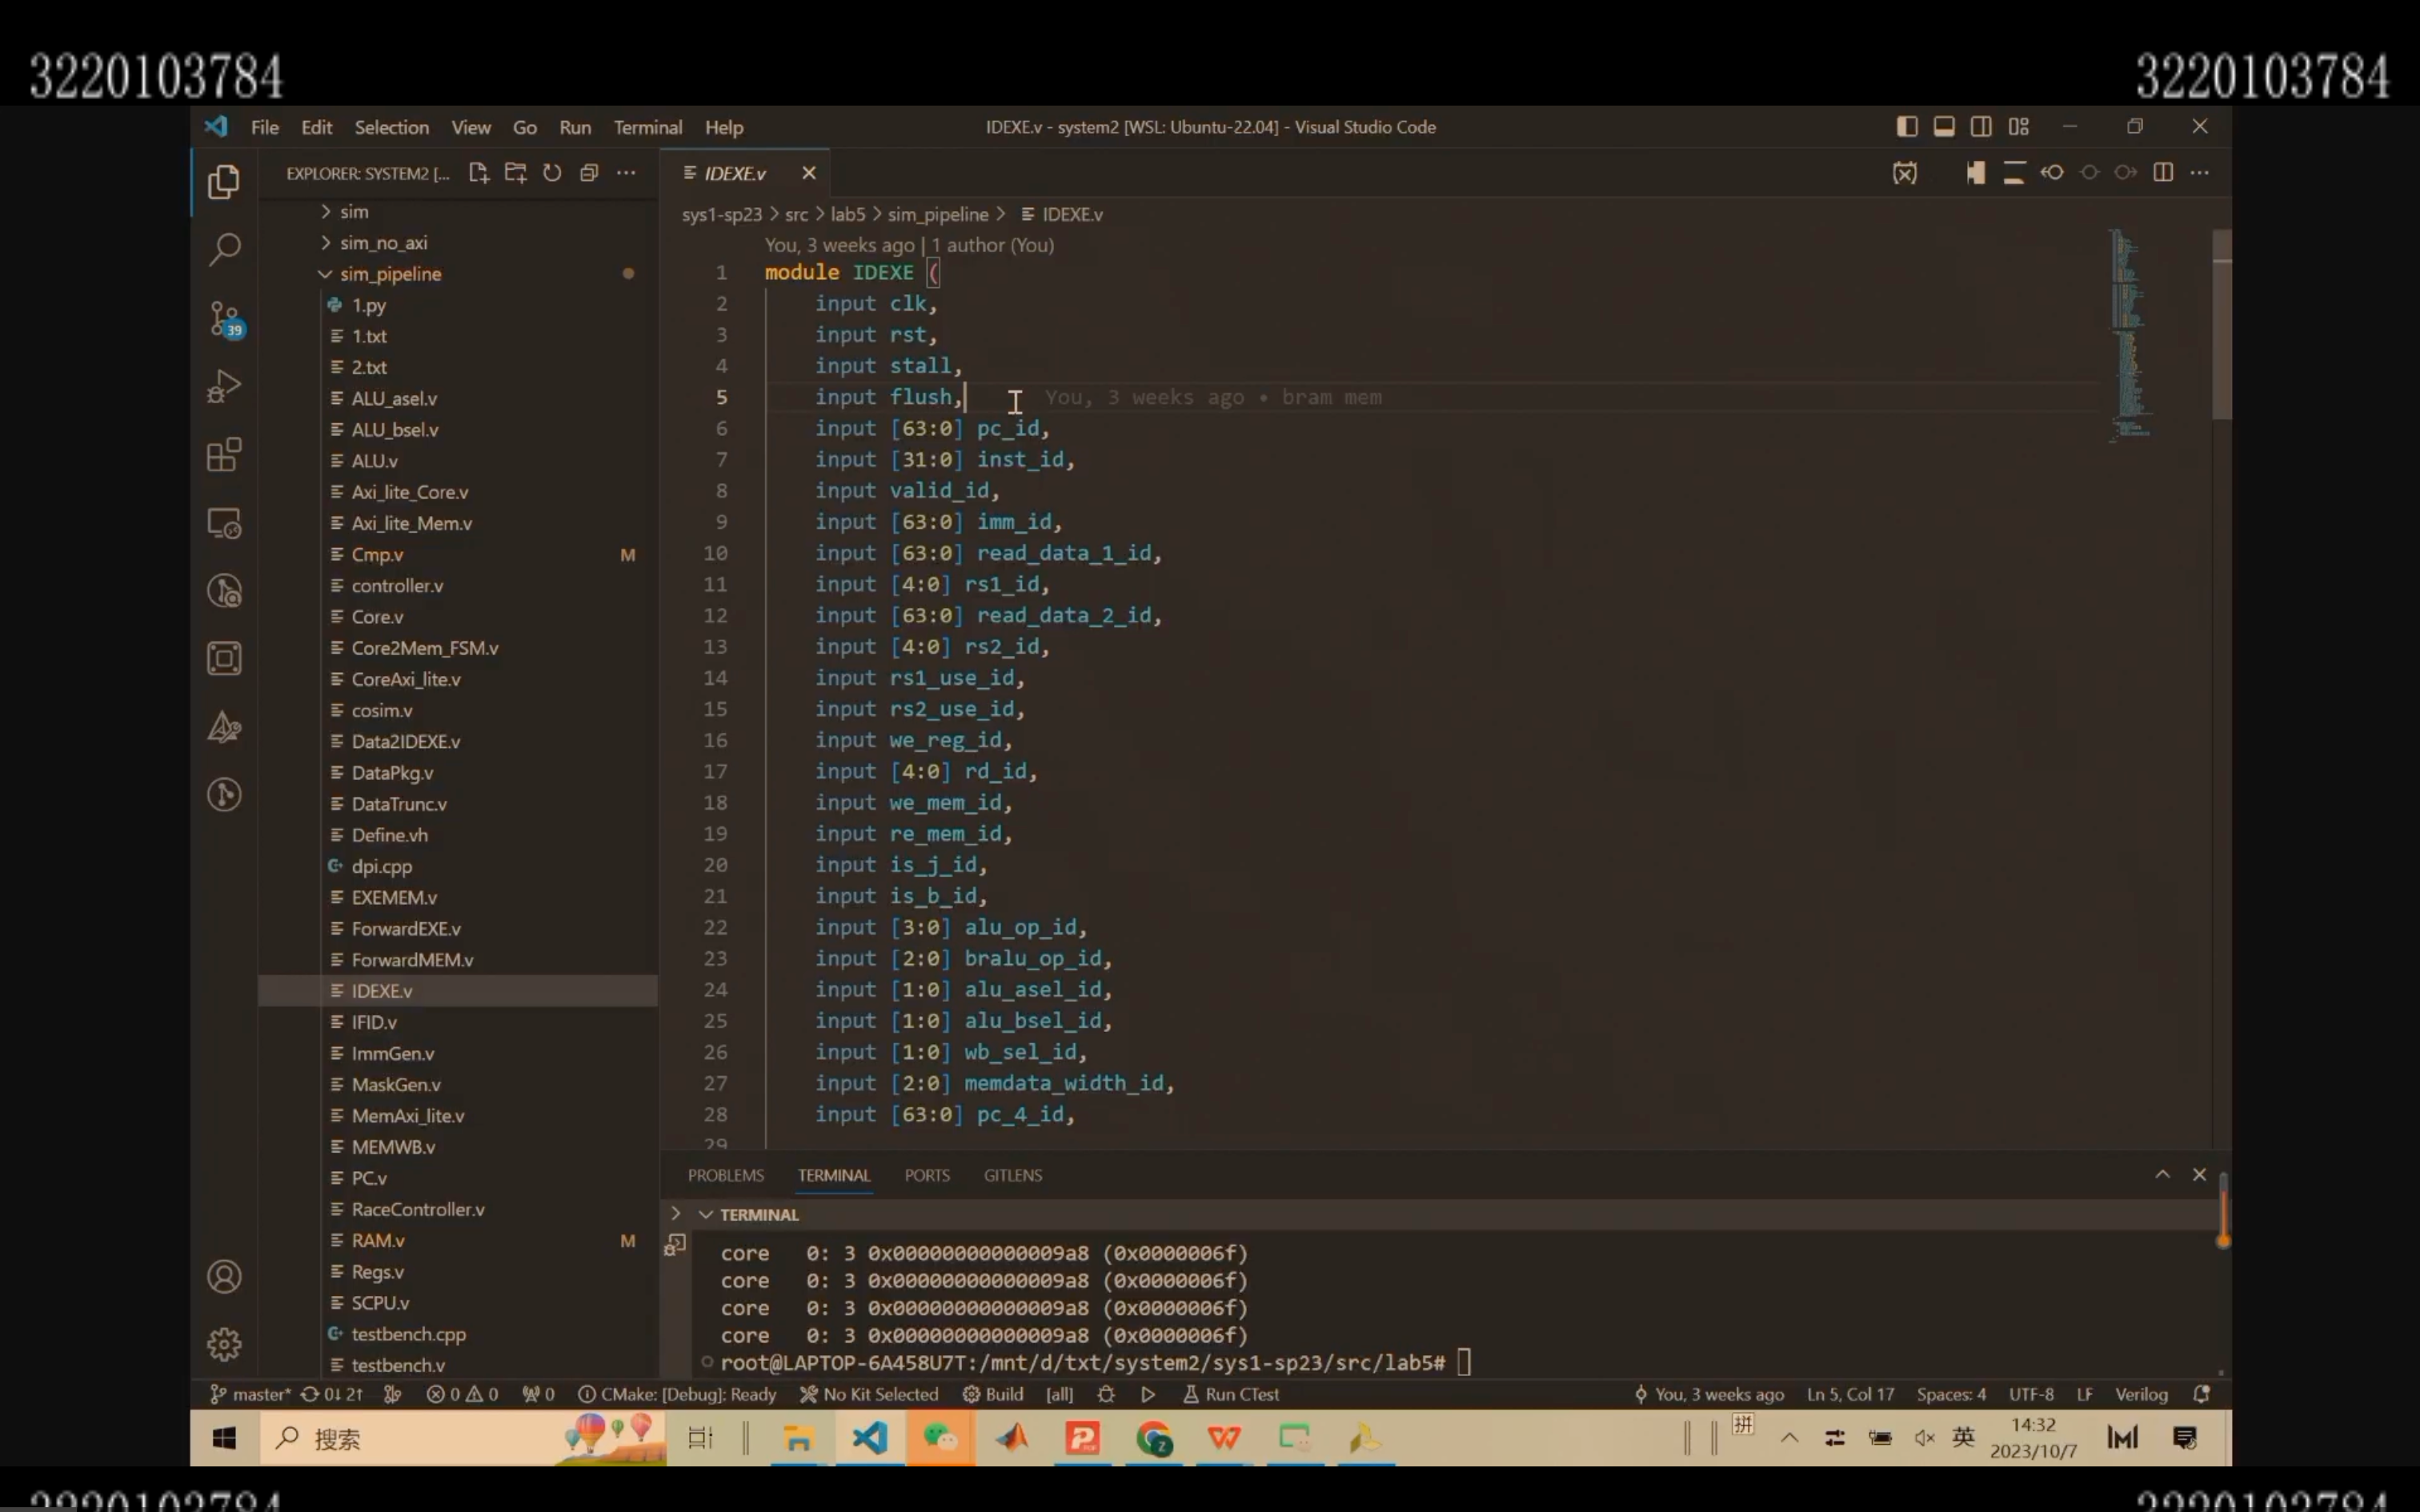 3220103784 3220103784
File Edit Selection View Go Run Terminal Help IDEXE.v - system2 [WSL: Ubuntu-22.04] - Visual Studio Code
EXPLORER: SYSTEM2 [...
sim
sim_no_axi
sim_pipeline
1.py
1.txt
2.txt
ALU_asel.v
ALU_bsel.v
ALU.v
Axi_lite_Core.v
Axi_lite_Mem.v
Cmp.v M
controller.v
Core.v
Core2Mem_FSM.v
CoreAxi_lite.v
cosim.v
Data2IDEXE.v
DataPkg.v
DataTrunc.v
Define.vh
dpi.cpp
EXEMEM.v
ForwardEXE.v
ForwardMEM.v
IDEXE.v
IFID.v
ImmGen.v
MaskGen.v
MemAxi_lite.v
MEMWB.v
PC.v
RaceController.v
RAM.v M
Regs.v
SCPU.v
testbench.cpp
testbench.v
39
IDEXE.v
sys1-sp23 > src > lab5 > sim_pipeline > IDEXE.v
You, 3 weeks ago | 1 author (You)
1 module IDEXE (
2 input clk,
3 input rst,
4 input stall,
5 input flush, You, 3 weeks ago • bram mem
6 input [63:0] pc_id,
7 input [31:0] inst_id,
8 input valid_id,
9 input [63:0] imm_id,
10 input [63:0] read_data_1_id,
11 input [4:0] rs1_id,
12 input [63:0] read_data_2_id,
13 input [4:0] rs2_id,
14 input rs1_use_id,
15 input rs2_use_id,
16 input we_reg_id,
17 input [4:0] rd_id,
18 input we_mem_id,
19 input re_mem_id,
20 input is_j_id,
21 input is_b_id,
22 input [3:0] alu_op_id,
23 input [2:0] bralu_op_id,
24 input [1:0] alu_asel_id,
25 input [1:0] alu_bsel_id,
26 input [1:0] wb_sel_id,
27 input [2:0] memdata_width_id,
28 input [63:0] pc_4_id,
29
PROBLEMS TERMINAL PORTS GITLENS
TERMINAL
core 0: 3 0x00000000000009a8 (0x0000006f)
core 0: 3 0x00000000000009a8 (0x0000006f)
core 0: 3 0x00000000000009a8 (0x0000006f)
core 0: 3 0x00000000000009a8 (0x0000006f)
root@LAPTOP-6A458U7T:/mnt/d/txt/system2/sys1-sp23/src/lab5#
master* 0↓ 2↑ 0 0 0 CMake: [Debug]: Ready No Kit Selected Build [all] Run CTest You, 3 weeks ago Ln 5, Col 17 Spaces: 4 UTF-8 LF Verilog
搜索 拼 英 14:32
2023/10/7
3220103784 3220103784